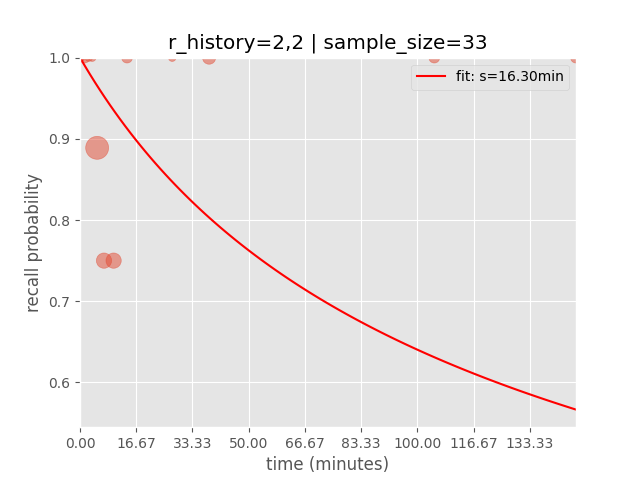 r_history=2,2 | sample_size=33
fit: s=16.30min
recall probability
1.0
0.9
0.8
0.7
0.6
0.00 16.67 33.33 50.00 66.67 83.33 100.00 116.67 133.33
time (minutes)